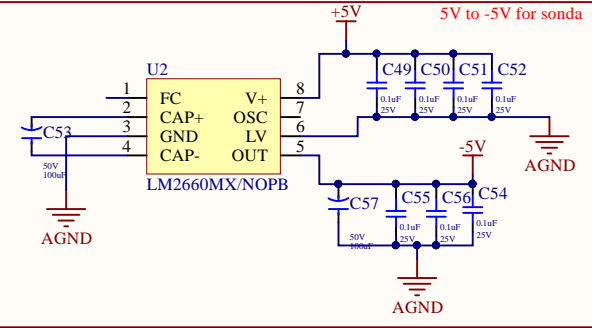 +5V
5V to -5V for sonda
U2
1
2
3
4
FC
CAP+
GND
CAP-
V+
OSC
LV
OUT
8
7
6
5
LM2660MX/NOPB
C53
50V
100uF
AGND
C49
0.1uF
25V
C50
0.1uF
25V
C51
0.1uF
25V
C52
0.1uF
25V
AGND
-5V
C57
50V
100uF
C55
0.1uF
25V
C56
0.1uF
25V
C54
0.1uF
25V
AGND